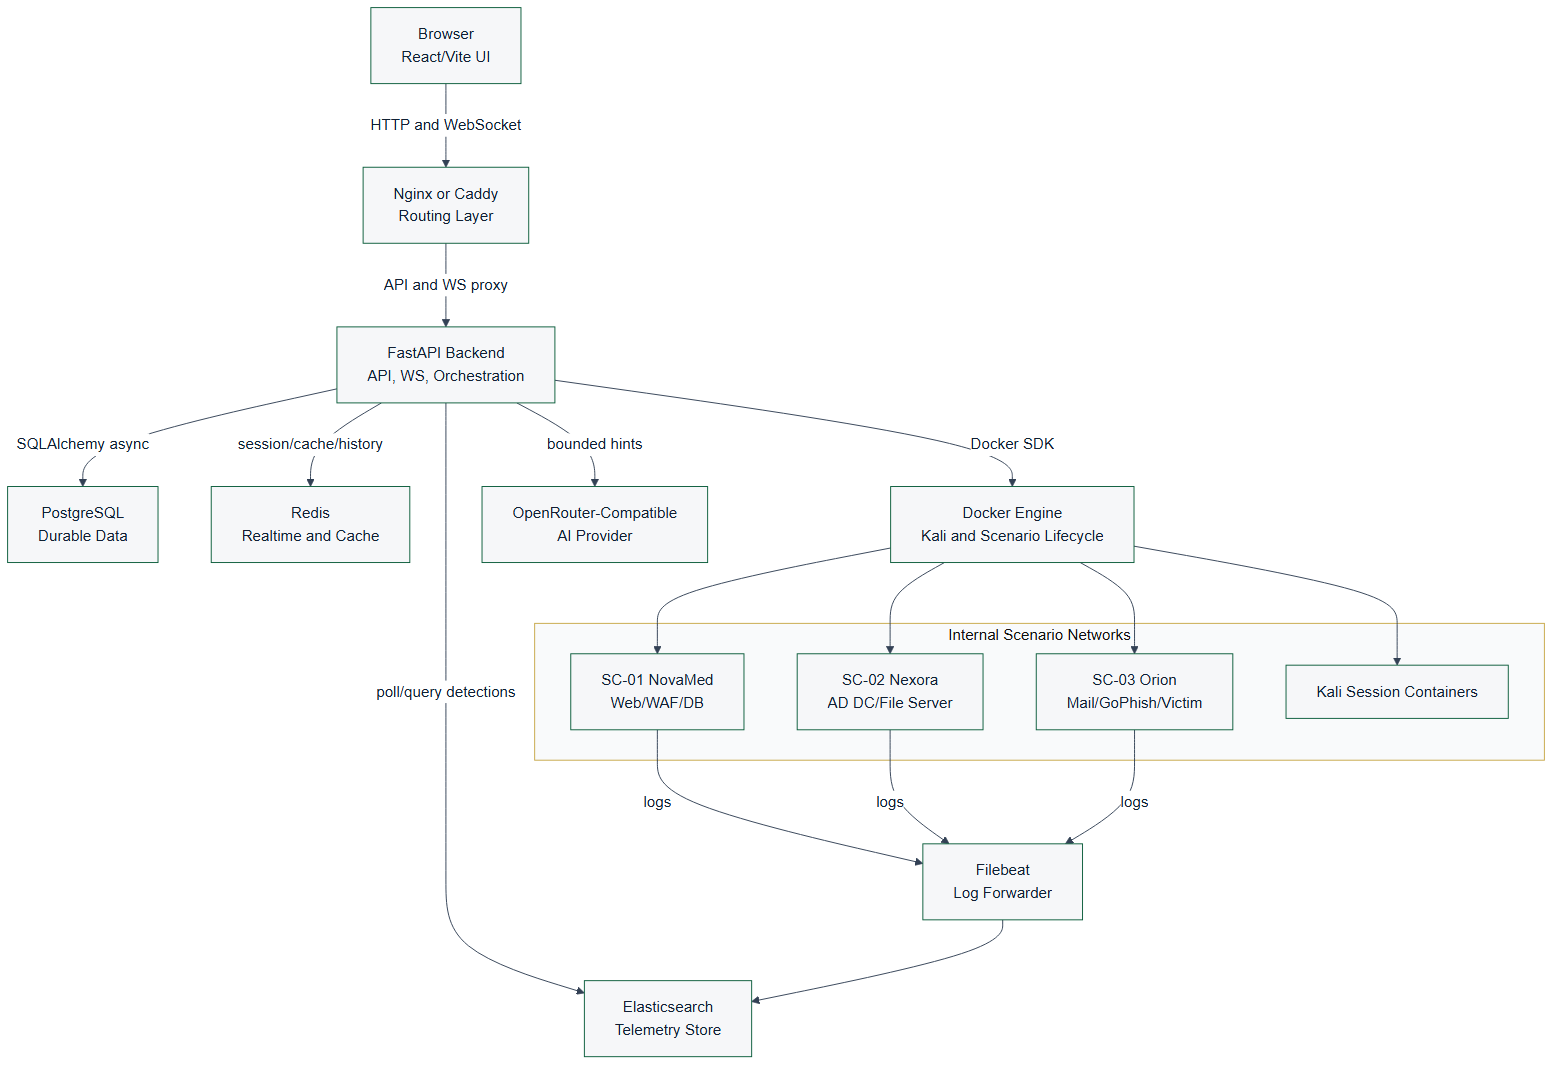 Browser
React/Vite UI
HTTP and WebSocket
Nginx or Caddy
Routing Layer
API and WS proxy
FastAPI Backend
API, WS, Orchestration
SQLAlchemy async
session/cache/history
bounded hints
Docker SDK
PostgreSQL
Durable Data
Redis
Realtime and Cache
OpenRouter-Compatible
AI Provider
Docker Engine
Kali and Scenario Lifecycle
Internal Scenario Networks
SC-01 NovaMed
Web/WAF/DB
SC-02 Nexora
AD DC/File Server
SC-03 Orion
Mail/GoPhish/Victim
Kali Session Containers
poll/query detections
logs
logs
logs
Filebeat
Log Forwarder
Elasticsearch
Telemetry Store